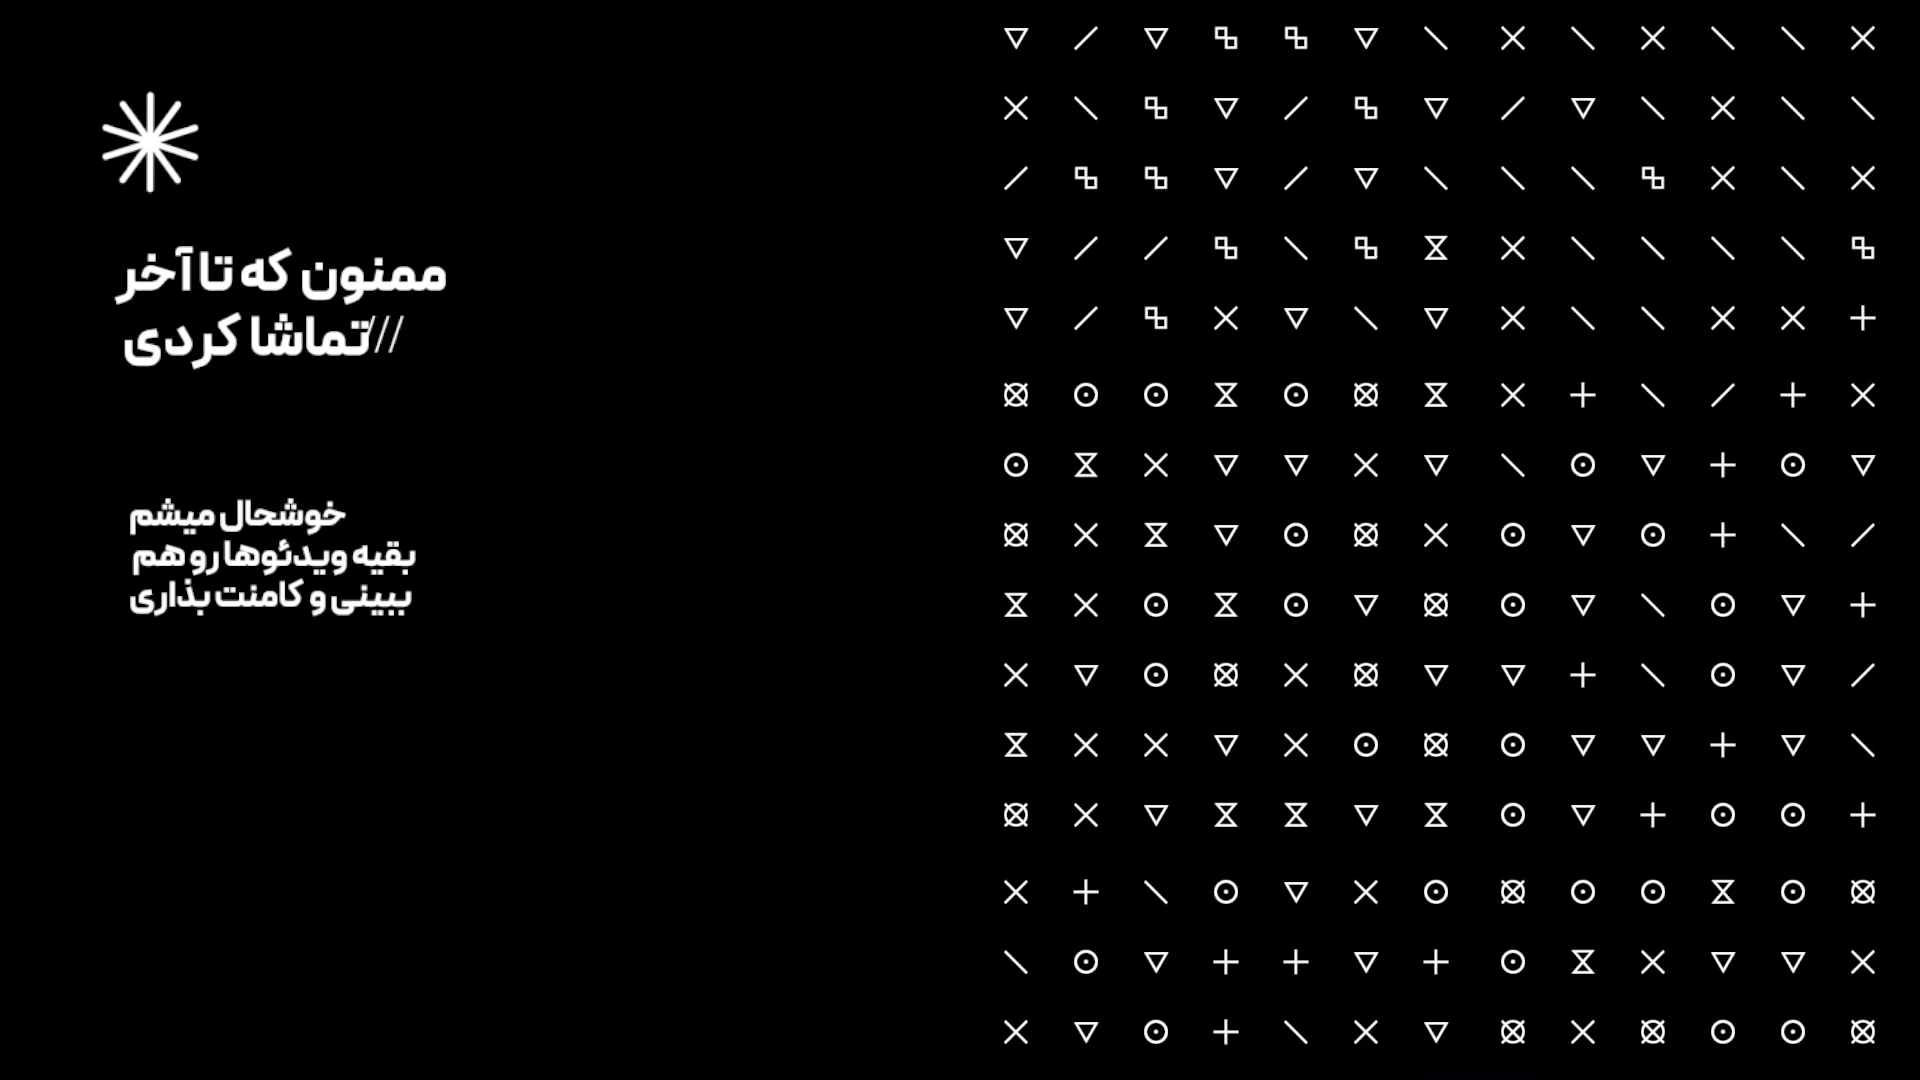 ممنون که تا آخر
///تماشا کردی
خوشحال میشم
بقیه ویدئوها رو هم
ببینی و کامنت بذاری